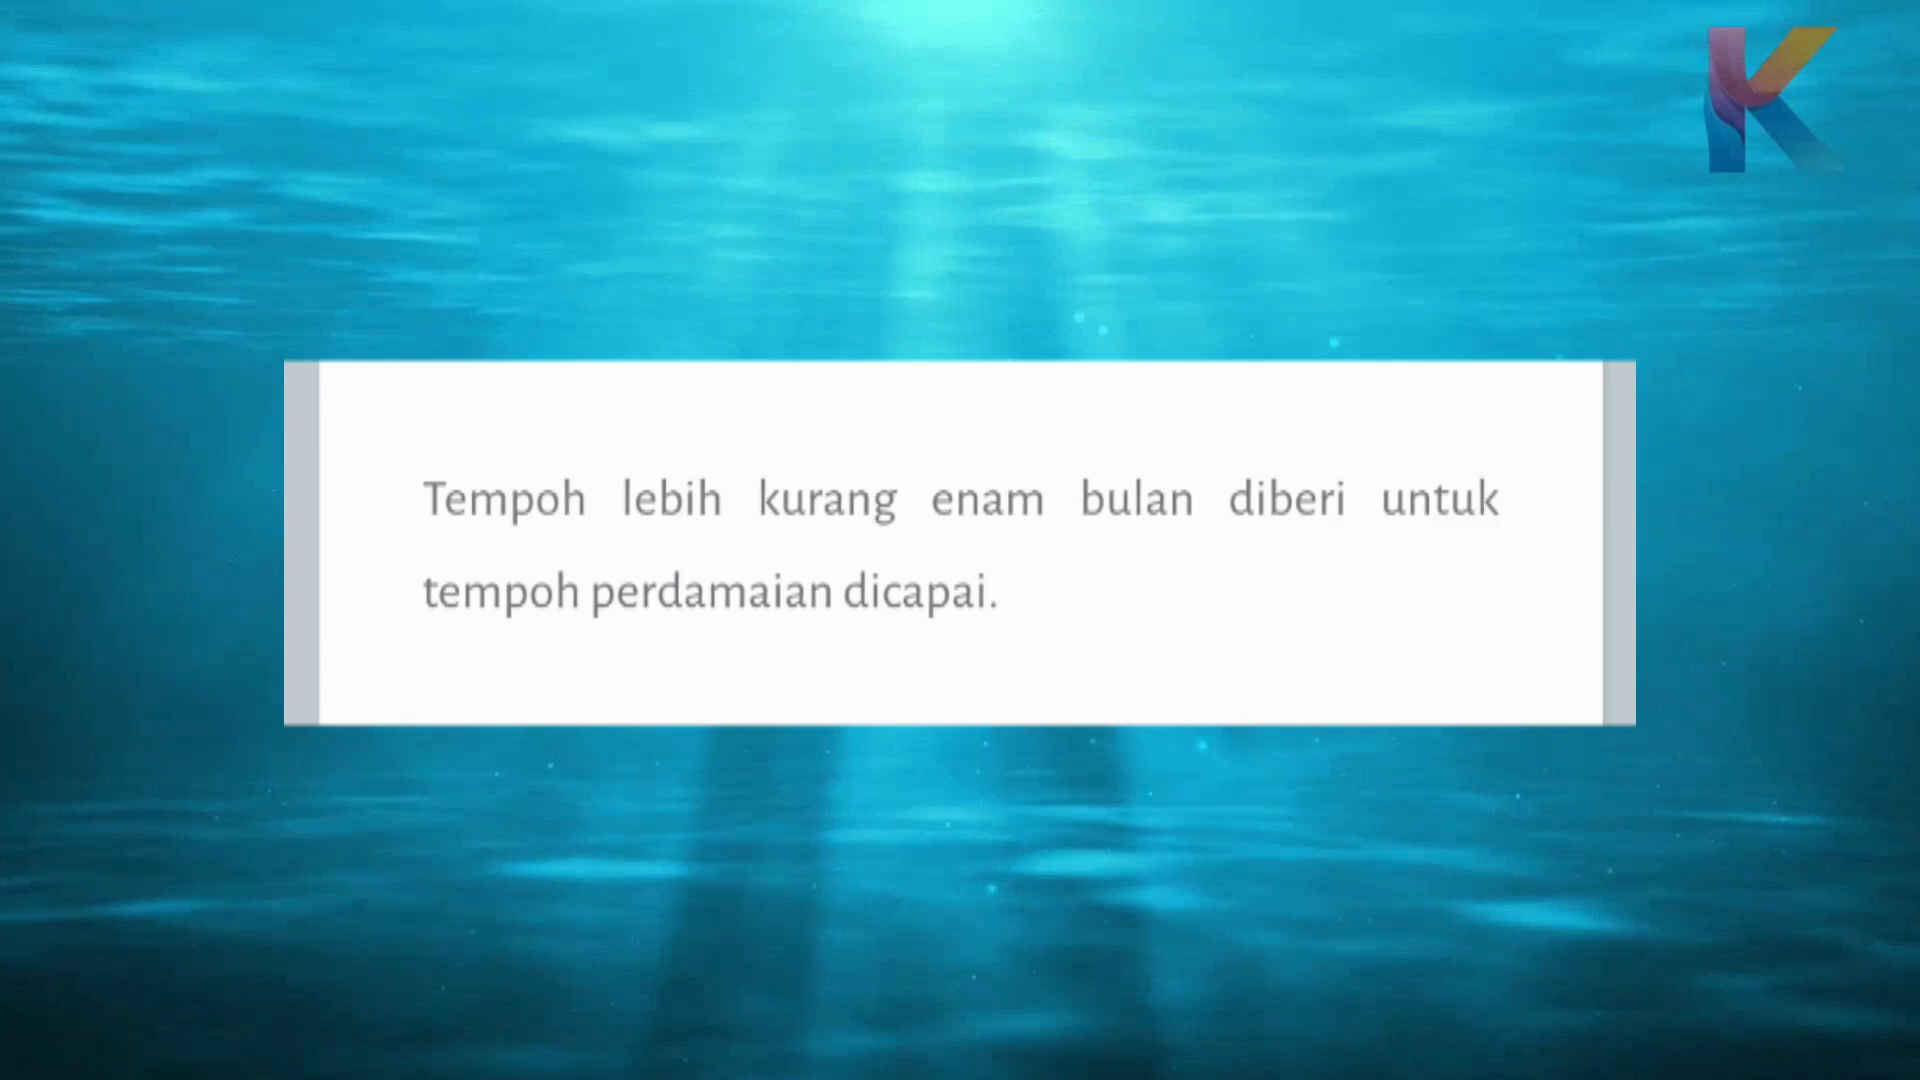 K
Tempoh lebih kurang enam bulan diberi untuk
tempoh perdamaian dicapai.